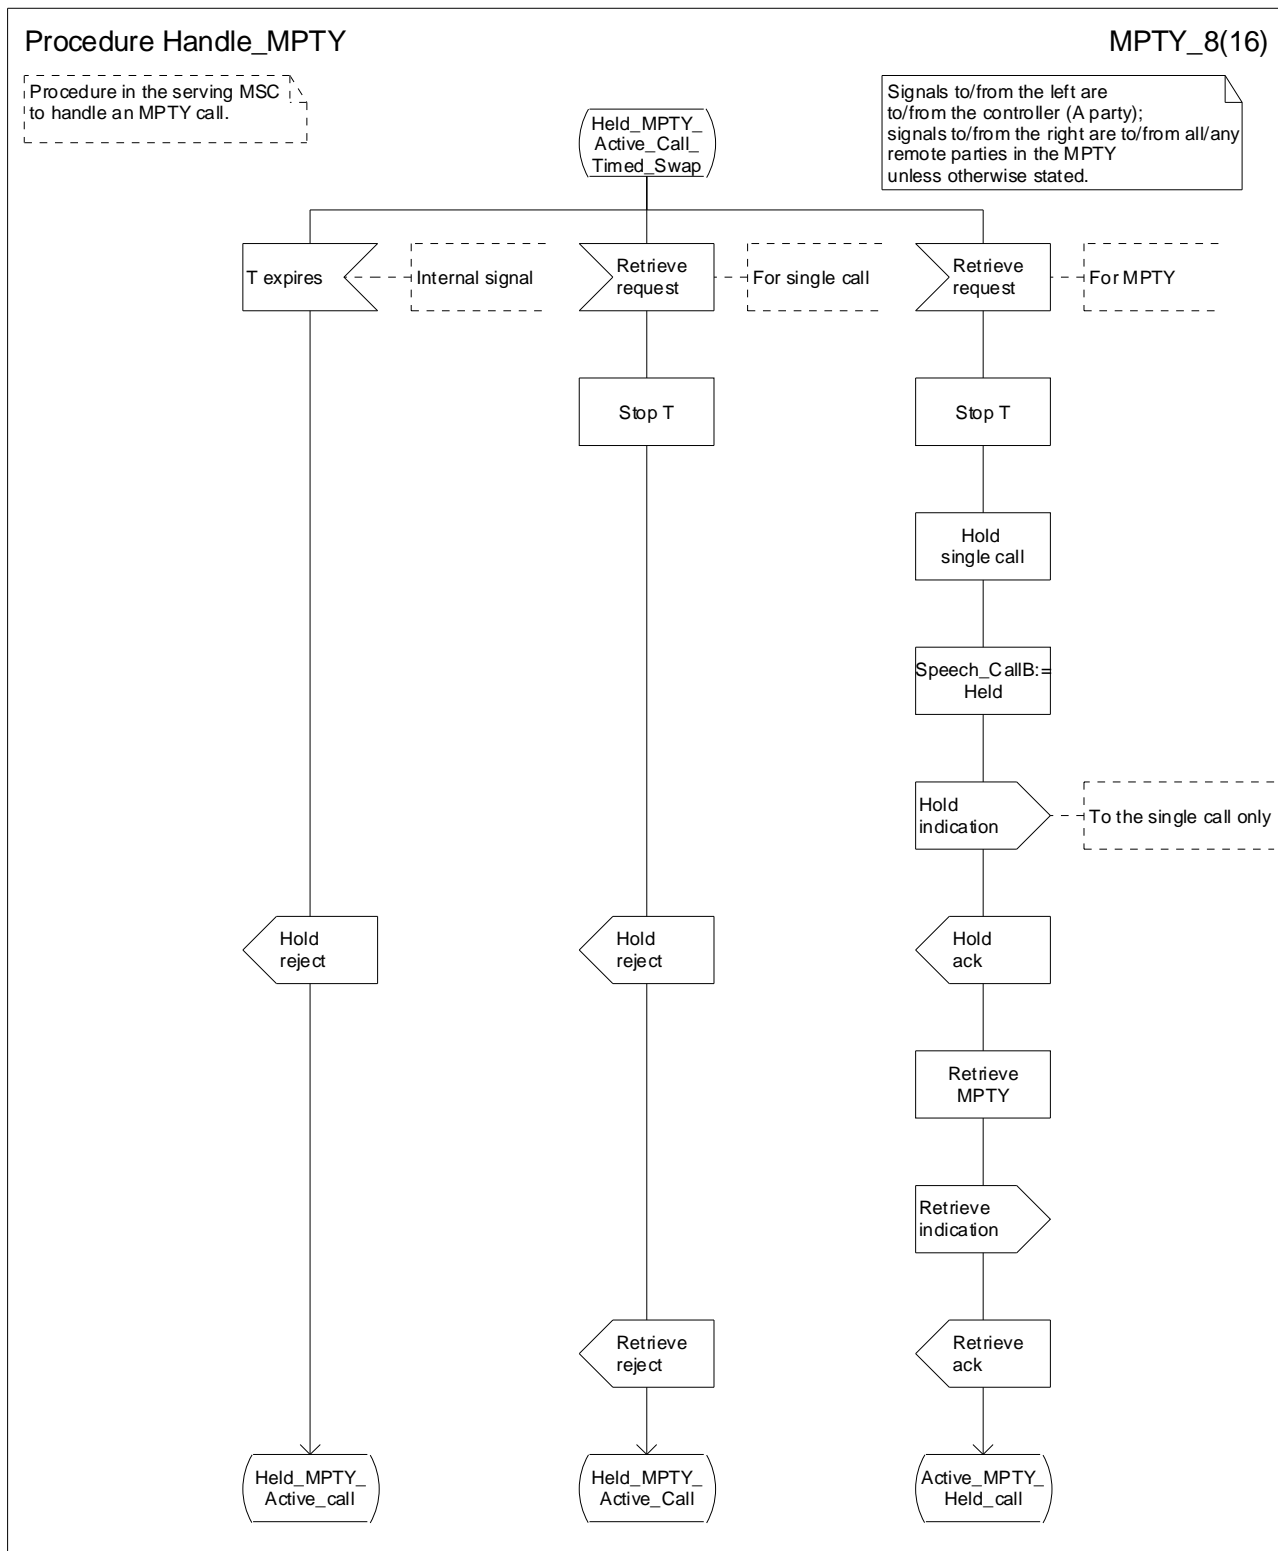 Procedure Handle_MPTY
MPTY_8(16)
Procedure in the serving MSC
to handle an MPTY call.
Signals to/from the left are
to/from the controller (A party);
signals to/from the right are to/from all/any
remote parties in the MPTY
unless otherwise stated.
Held_MPTY_
Active_Call_
Timed_Swap
T expires
Internal signal
Retrieve
request
For single call
Retrieve
request
For MPTY
Stop T
Stop T
Hold
single call
Speech_CallB:=
Held
Hold
indication
To the single call only
Hold
reject
Hold
reject
Hold
ack
Retrieve
MPTY
Retrieve
indication
Retrieve
reject
Retrieve
ack
Held_MPTY_
Active_call
Held_MPTY_
Active_Call
Active_MPTY_
Held_call